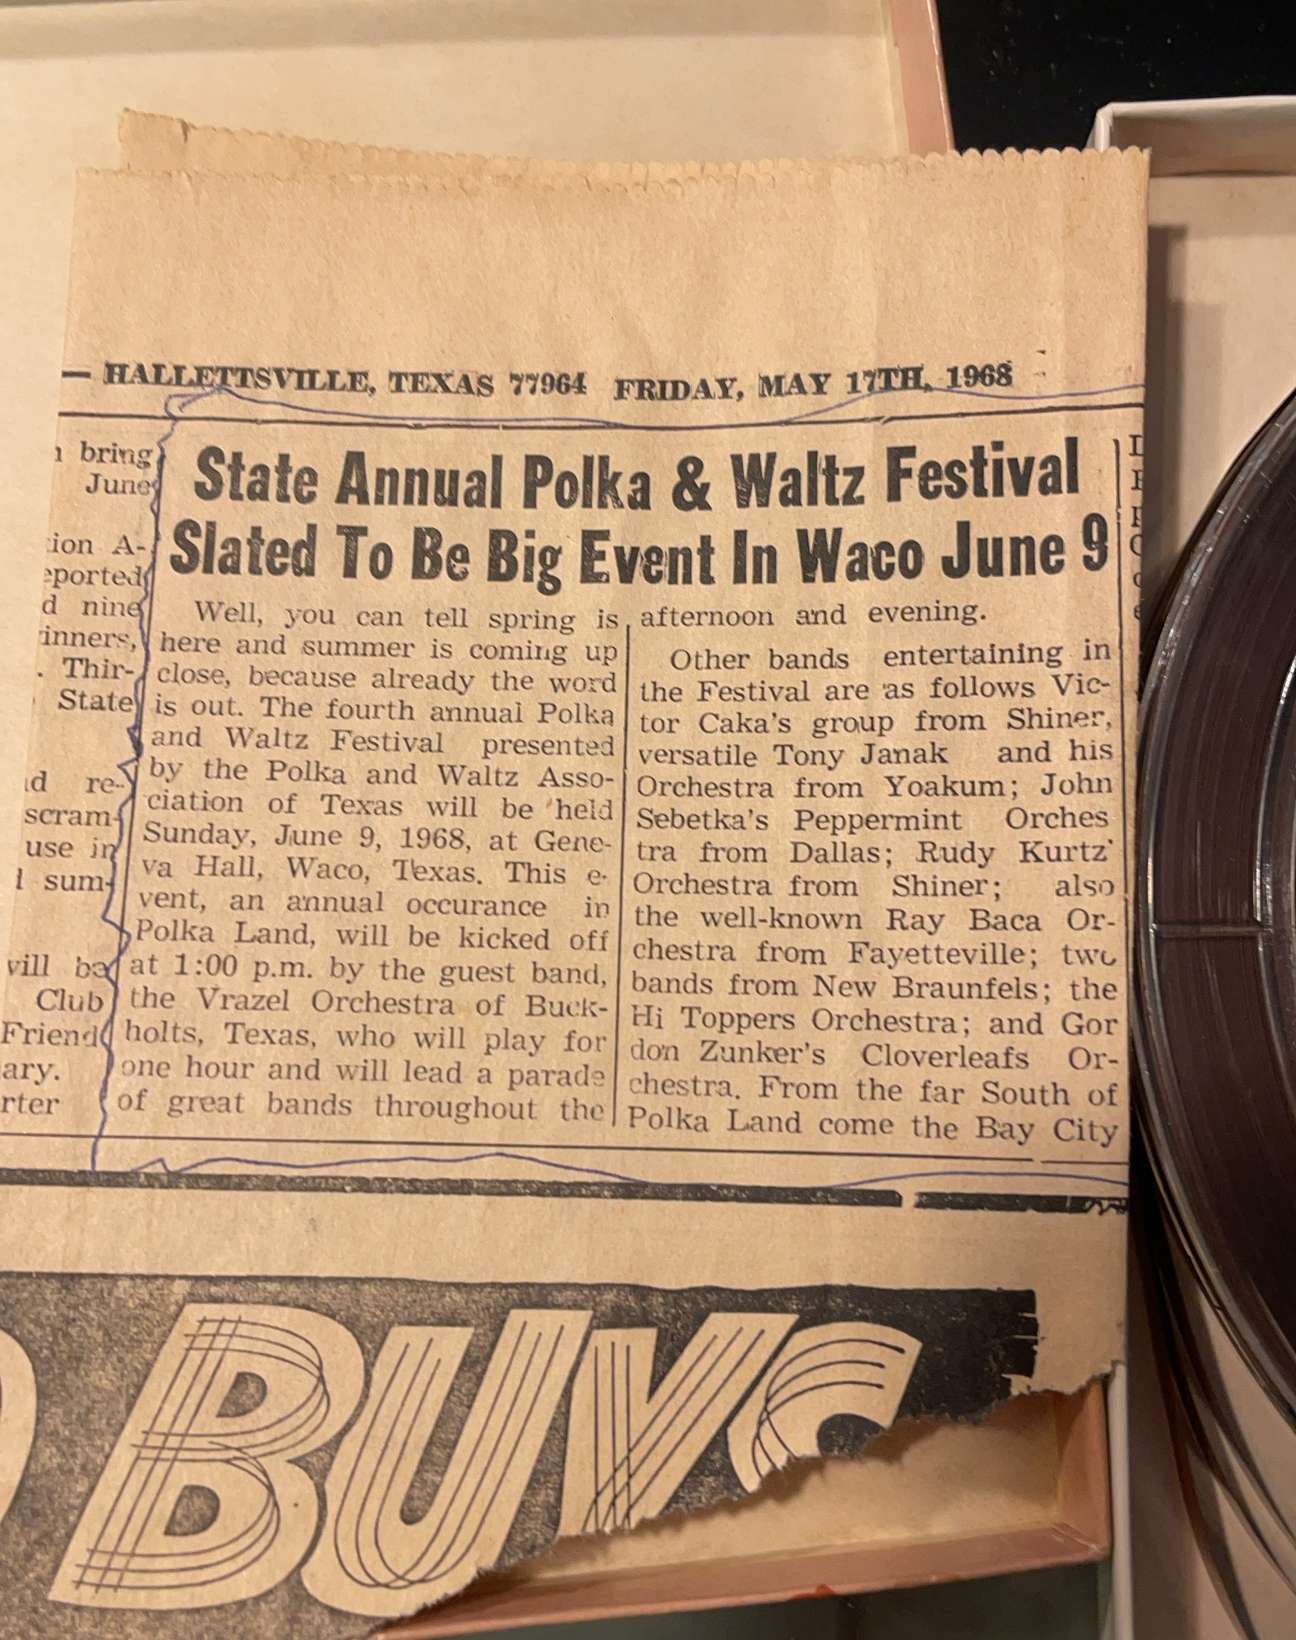 — HALLETTSVILLE, TEXAS 77964 FRIDAY, MAY 17TH, 1968
bring
June
ion A-
eported
d nine
inners,
. Thir-
State
d re-
scram-
use in
l sum-
vill be
Club
Friend
ary.
rter
State Annual Polka & Waltz Festival
Slated To Be Big Event In Waco June 9
Well, you can tell spring is
here and summer is coming up
close, because already the word
is out. The fourth annual Polka
and Waltz Festival presented
by the Polka and Waltz Asso-
ciation of Texas will be held
Sunday, June 9, 1968, at Gene-
va Hall, Waco, Texas. This e-
vent, an annual occurance in
Polka Land, will be kicked off
at 1:00 p.m. by the guest band,
the Vrazel Orchestra of Buck-
holts, Texas, who will play for
one hour and will lead a parade
of great bands throughout the
afternoon and evening.
Other bands entertaining in
the Festival are as follows Vic-
tor Caka's group from Shiner,
versatile Tony Janak and his
Orchestra from Yoakum; John
Sebetka's Peppermint Orches
tra from Dallas; Rudy Kurtz'
Orchestra from Shiner; also
the well-known Ray Baca Or-
chestra from Fayetteville; two
bands from New Braunfels; the
Hi Toppers Orchestra; and Gor
don Zunker's Cloverleafs Or-
chestra. From the far South of
Polka Land come the Bay City
BUYS